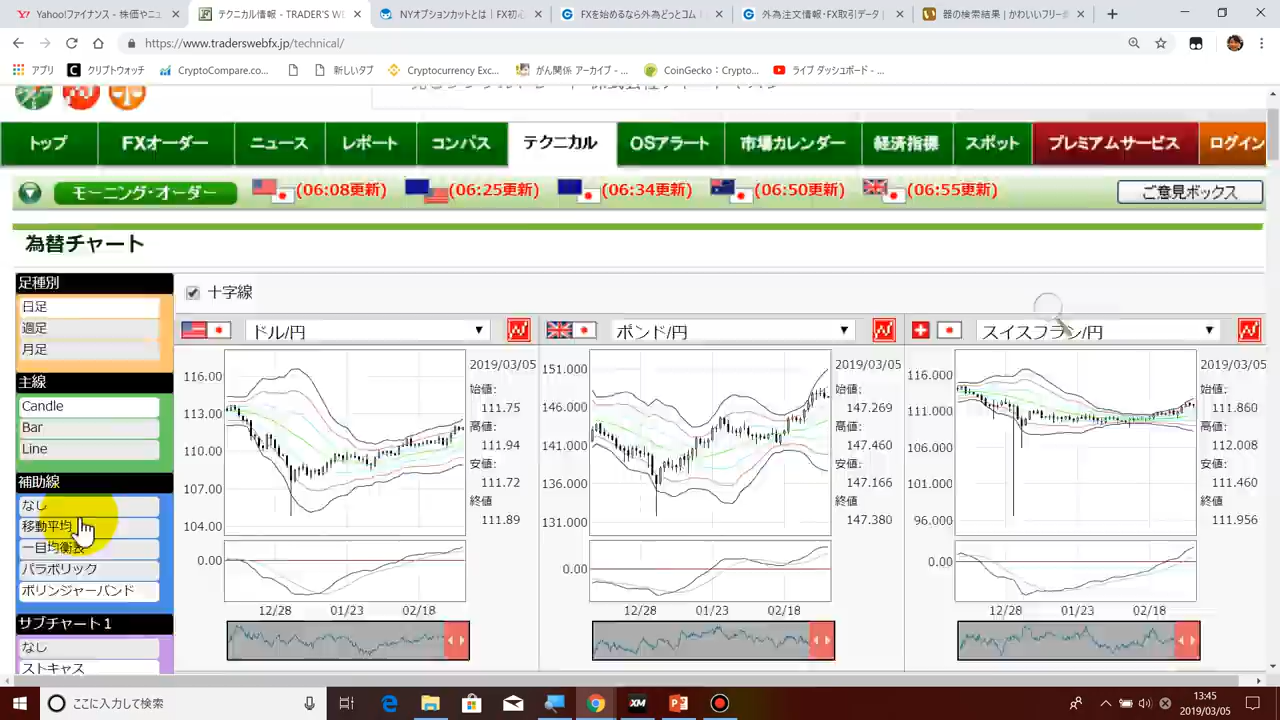 Yahoo!ファイナンス - 株価やニュ
テクニカル情報 - TRADER'S WE
NYオプションカットとは｜FX初心
FXを始めるなら外為どっとコム！
外為注文情報・FX取引データ｜
器の検索結果｜かわいいフリー素
https://www.traderswebfx.jp/technical/
アプリ
クリプトウォッチ
CryptoCompare.co...
新しいタブ
Cryptocurrency Exc...
がん関係 アーカイブ - ...
CoinGecko：Cryptoc...
ライブ ダッシュボード - ...
トップ
FXオーダー
ニュース
レポート
コンパス
テクニカル
OSアラート
市場カレンダー
経済指標
スポット
プレミアムサービス
ログイン
モーニング・オーダー
(06:08更新)
(06:25更新)
(06:34更新)
(06:50更新)
(06:55更新)
ご意見ボックス
為替チャート
足種別
日足
週足
月足
主線
Candle
Bar
Line
補助線
なし
移動平均
一目均衡表
パラボリック
ボリンジャーバンド
サブチャート1
なし
ストキャス
十字線
ドル/円
116.00
113.00
110.00
107.00
104.00
0.00
12/28
01/23
02/18
2019/03/05
始値:
111.75
高値:
111.94
安値:
111.72
終値
111.89
ポンド/円
151.000
146.000
141.000
136.000
131.000
0.00
12/28
01/23
02/18
2019/03/05
始値:
147.269
高値:
147.460
安値:
147.166
終値
147.380
スイスフラン/円
116.000
111.000
106.000
101.000
96.000
0.00
12/28
01/23
02/18
2019/03/05
始値:
111.860
高値:
112.008
安値:
111.460
終値
111.956
ここに入力して検索
XM
13:45
2019/03/05